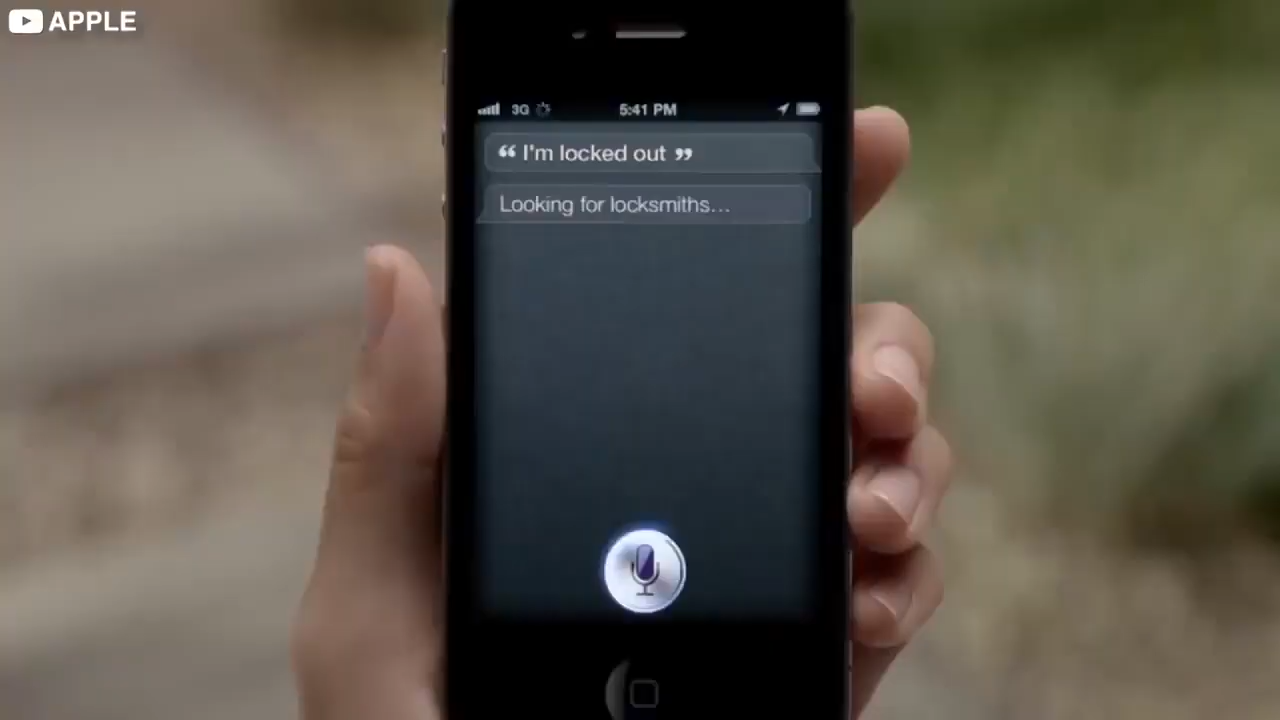 APPLE
3G 5:41 PM
“ I'm locked out ”
Looking for locksmiths...